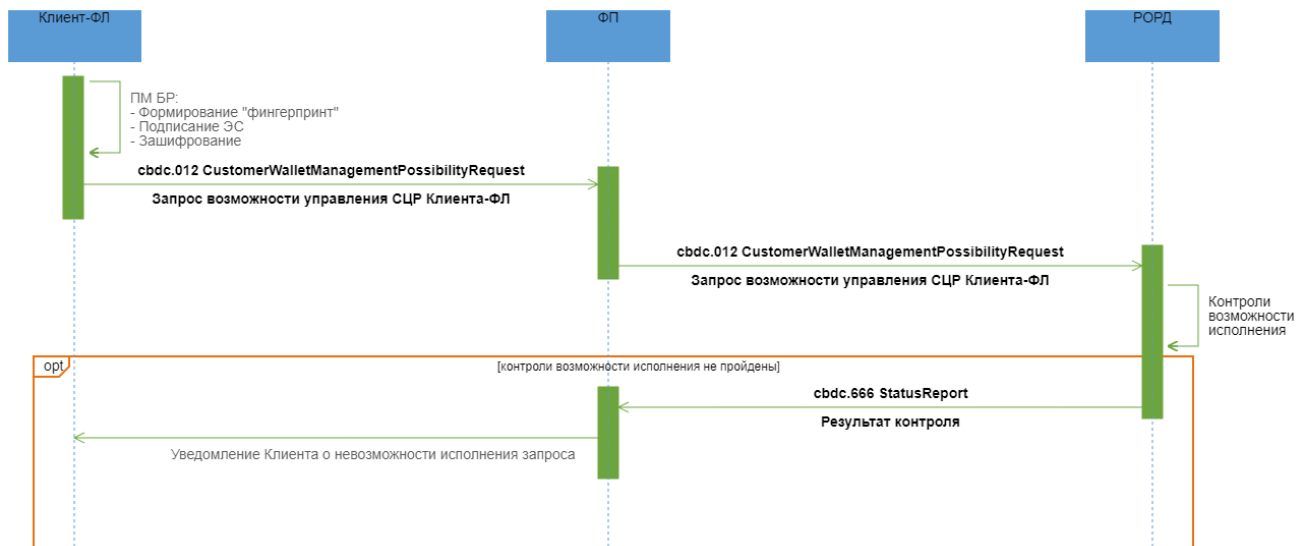 Клиент-ФЛ
ФП
РОРД
ПМ БР:
- Формирование "фингерпринт"
- Подписание ЭС
- Зашифрование
cbdc.012 CustomerWalletManagementPossibilityRequest
Запрос возможности управления СЦР Клиента-ФЛ
cbdc.012 CustomerWalletManagementPossibilityRequest
Запрос возможности управления СЦР Клиента-ФЛ
Контроли
возможности
исполнения
opt
[контроли возможности исполнения не пройдены]
cbdc.666 StatusReport
Результат контроля
Уведомление Клиента о невозможности исполнения запроса